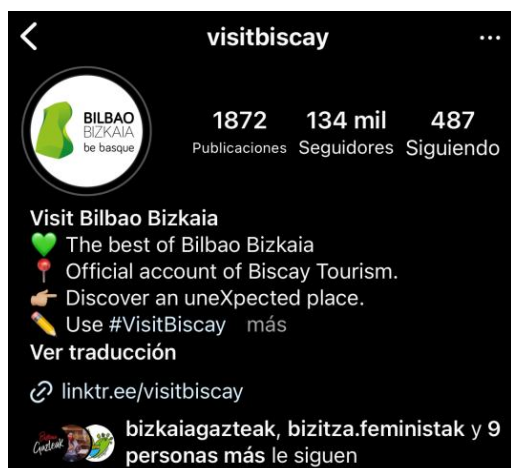 visitbiscay
BILBAO
BIZKAIA
be basque
1872 134 mil 487
Publicaciones Seguidores Siguiendo
Visit Bilbao Bizkaia
💚 The best of Bilbao Bizkaia
📍 Official account of Biscay Tourism.
👉🏼 Discover an uneXpected place.
✏️ Use #VisitBiscay más
Ver traducción
linktr.ee/visitbiscay
Gazteak
bizkaiagazteak, bizitza.feministak y 9
personas más le siguen